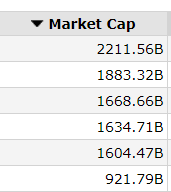 ▼ Market Cap
2211.56B
1883.32B
1668.66B
1634.71B
1604.47B
921.79B